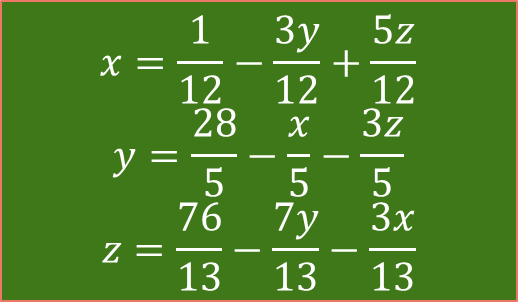 x = 1/12 − 3y/12 + 5z/12
y = 28/5 − x/5 − 3z/5
z = 76/13 − 7y/13 − 3x/13